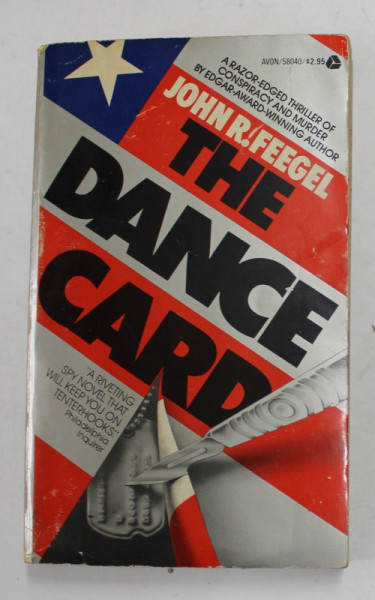 AVON/58040/$2.95
A RAZOR-EDGED THRILLER OF
CONSPIRACY AND MURDER
BY EDGAR-AWARD-WINNING AUTHOR
JOHN R. FEEGEL
THE
DANCE
CARD
"A RIVETING
SPY NOVEL THAT
WILL KEEP YOU ON
TENTERHOOKS"
Philadelphia
Inquirer